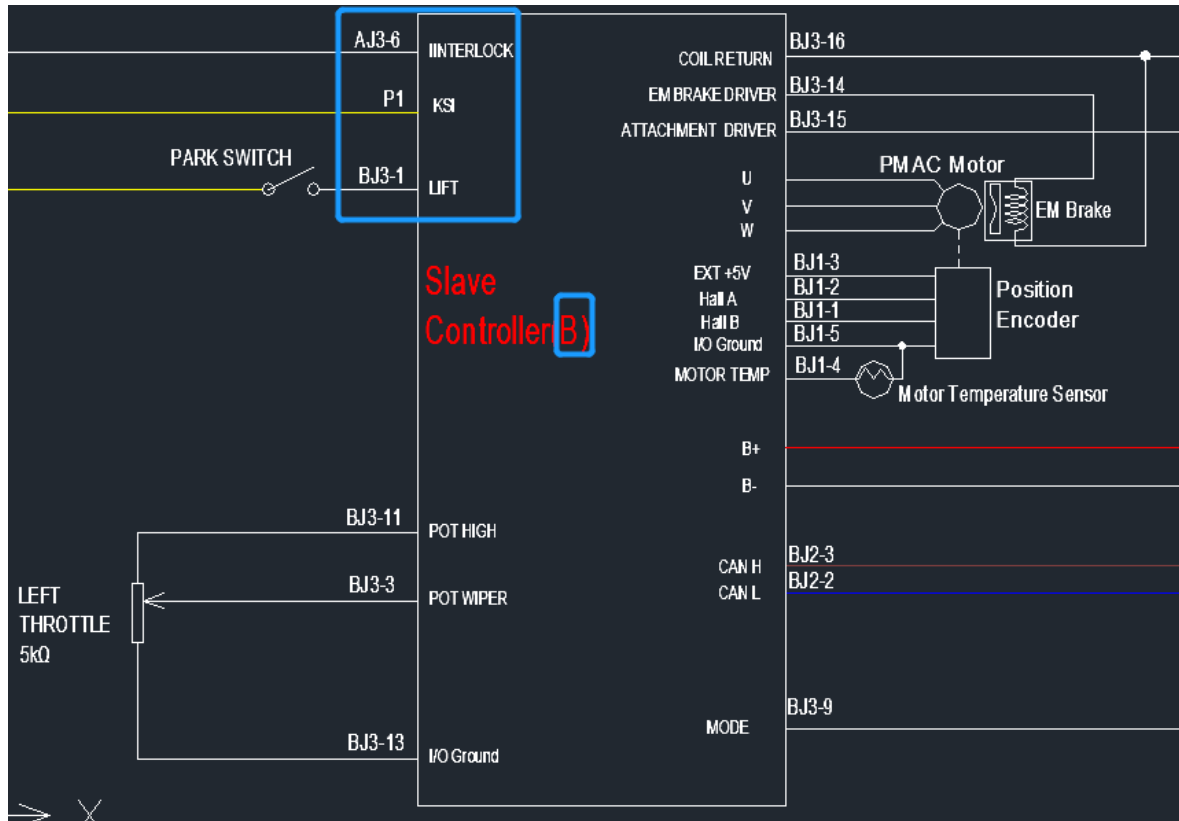 AJ3-6
IINTERLOCK
P1
KSI
PARK SWITCH
BJ3-1
LIFT
Slave
Controller(B)
BJ3-11
POT HIGH
BJ3-3
POT WIPER
LEFT
THROTTLE
5kΩ
BJ3-13
I/O Ground
X
COIL RETURN
BJ3-16
EM BRAKE DRIVER
BJ3-14
ATTACHMENT DRIVER
BJ3-15
PMAC Motor
U
V
W
EM Brake
EXT +5V
BJ1-3
Hall A
BJ1-2
Hall B
BJ1-1
I/O Ground
BJ1-5
Position
Encoder
MOTOR TEMP
BJ1-4
Motor Temperature Sensor
B+
B-
CAN H
BJ2-3
CAN L
BJ2-2
MODE
BJ3-9